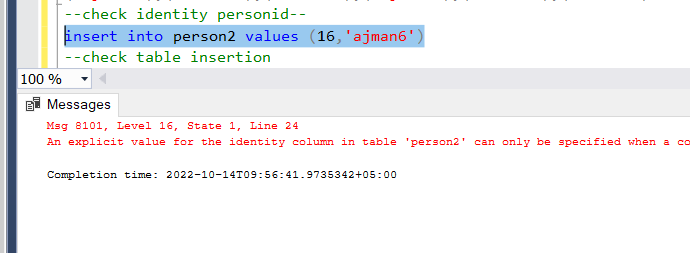 --check identity personid--
insert into person2 values (16,'ajman6')
--check table insertion
100 %
Messages
Msg 8101, Level 16, State 1, Line 24
An explicit value for the identity column in table 'person2' can only be specified when a co
Completion time: 2022-10-14T09:56:41.9735342+05:00